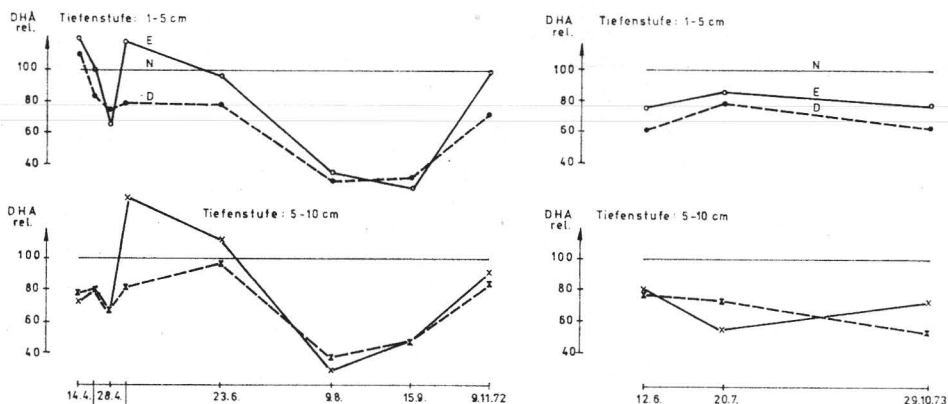 DHA Tiefenstufe: 1-5 cm
rel.
100
80
60
40
E
N
D
DHA Tiefenstufe: 1-5 cm
rel.
100
80
60
40
N
E
D
DHA Tiefenstufe: 5-10 cm
rel.
100
80
60
40
14.4. 28.4. 23.6. 9.8. 15.9. 9.11.72
DHA Tiefenstufe: 5-10 cm
rel.
100
80
60
40
12.6. 20.7. 29.10.73